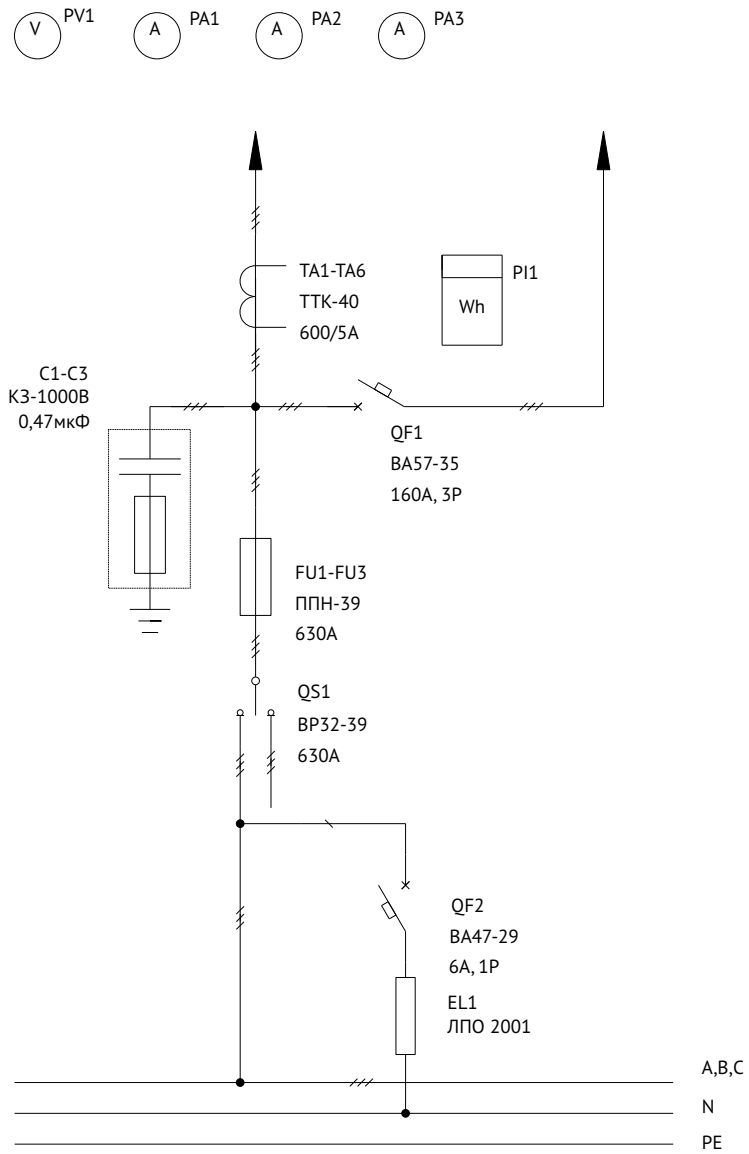 V PV1 A PA1 A PA2 A PA3
TA1-TA6
ТТК-40
600/5А
PI1
Wh
C1-C3
КЗ-1000В
0,47мкФ
QF1
ВА57-35
160А, 3Р
FU1-FU3
ППН-39
630А
QS1
ВР32-39
630А
QF2
ВА47-29
6А, 1Р
EL1
ЛПО 2001
A,B,C
N
PE